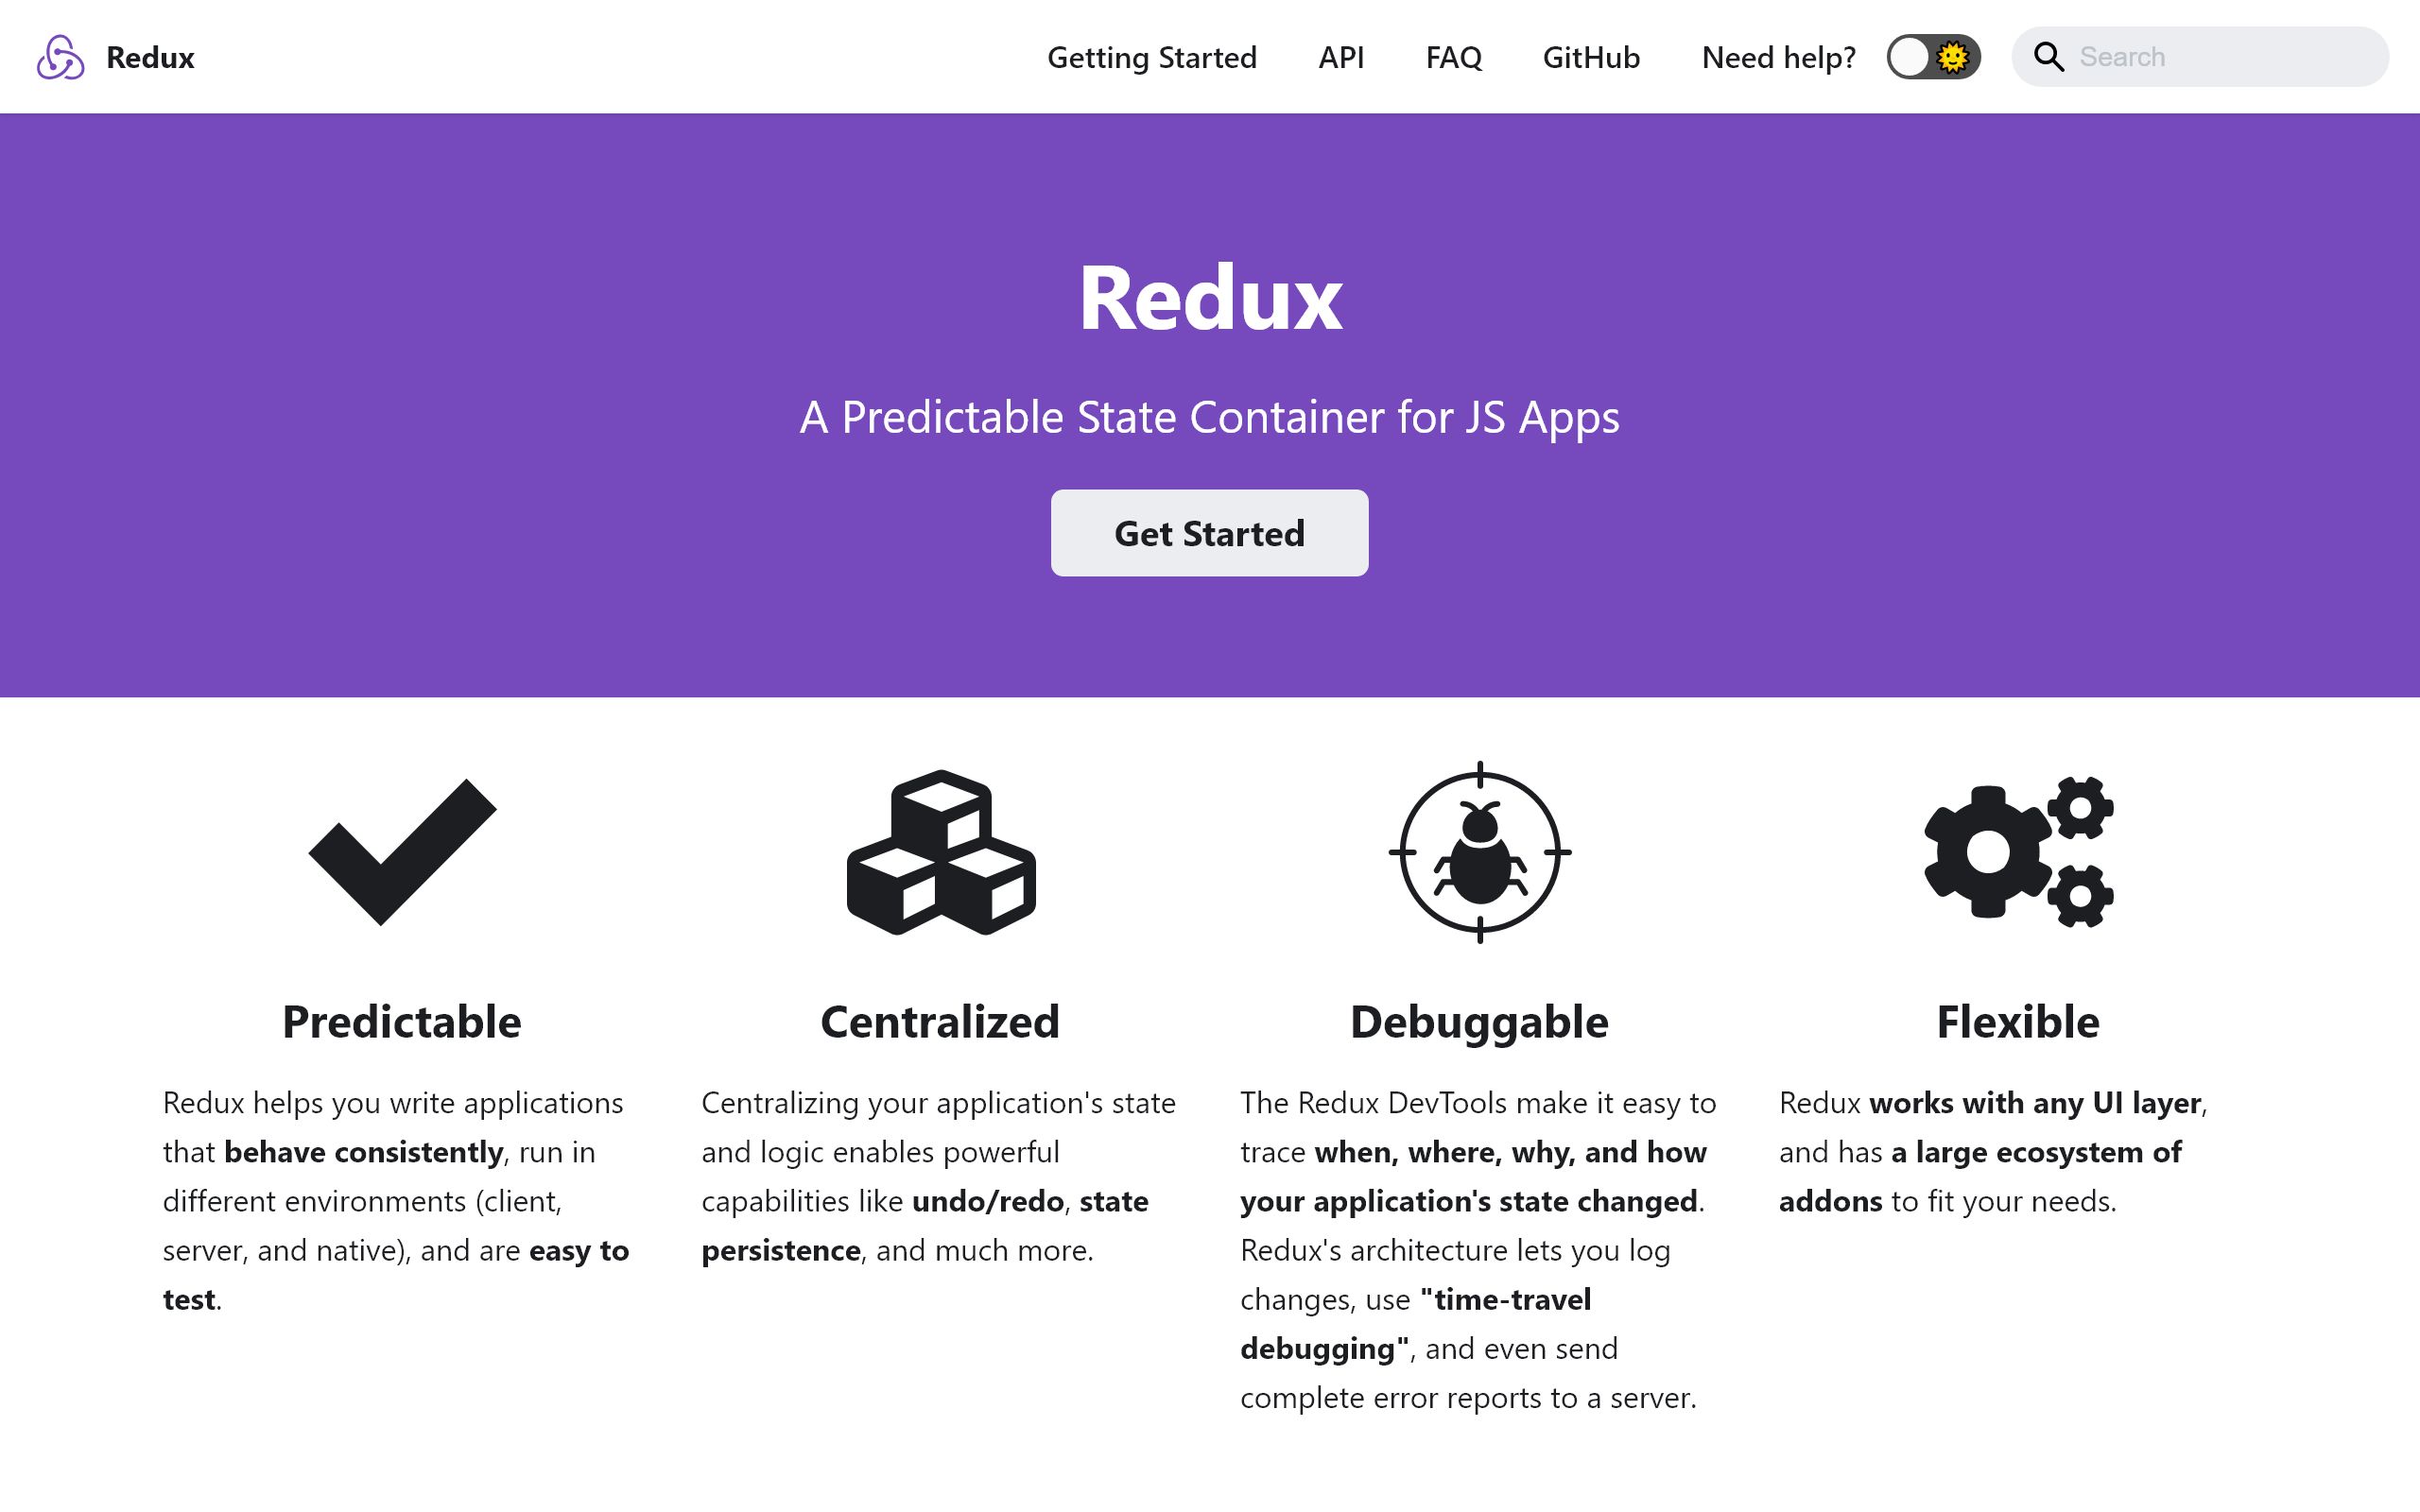 Redux
Getting Started
API
FAQ
GitHub
Need help?
Search
Redux
A Predictable State Container for JS Apps
Get Started
Predictable
Redux helps you write applications
that behave consistently, run in
different environments (client,
server, and native), and are easy to
test.
Centralized
Centralizing your application's state
and logic enables powerful
capabilities like undo/redo, state
persistence, and much more.
Debuggable
The Redux DevTools make it easy to
trace when, where, why, and how
your application's state changed.
Redux's architecture lets you log
changes, use "time-travel
debugging", and even send
complete error reports to a server.
Flexible
Redux works with any UI layer,
and has a large ecosystem of
addons to fit your needs.